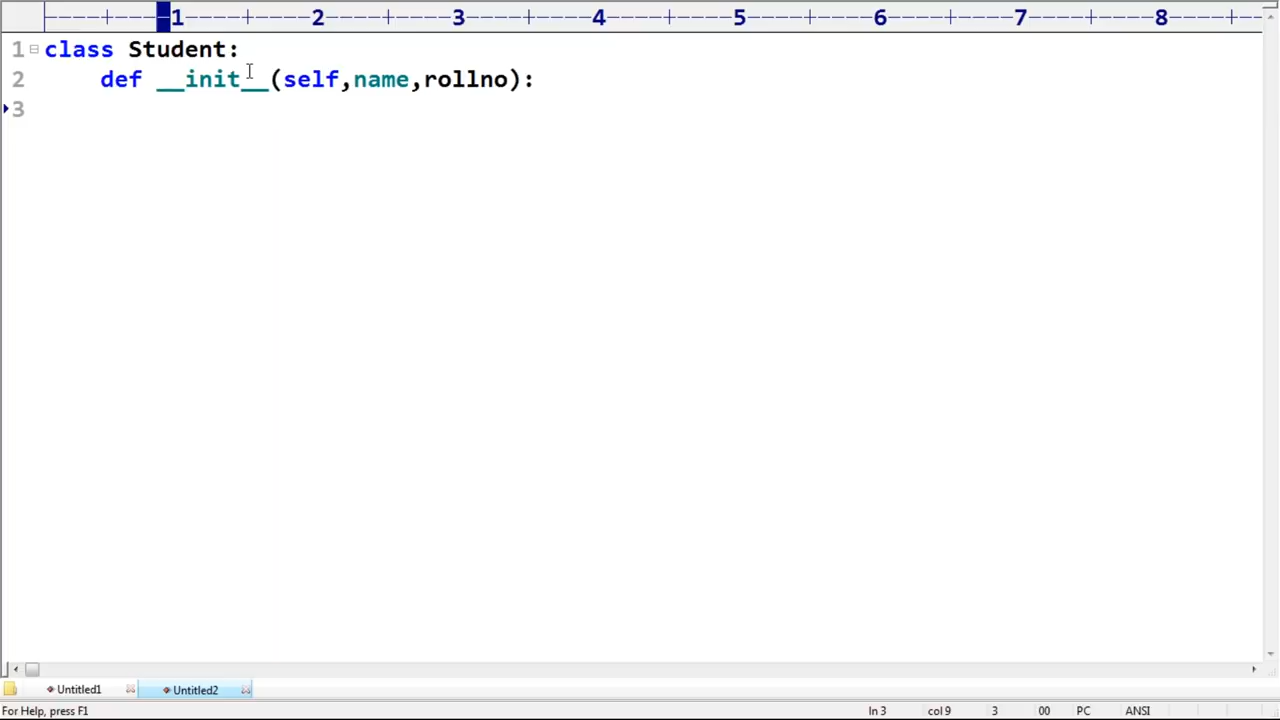 1 2 3 4 5 6 7 8
1 class Student:
2     def __init__(self,name,rollno):
3
Untitled1 Untitled2
For Help, press F1 ln 3 col 9 3 00 PC ANSI